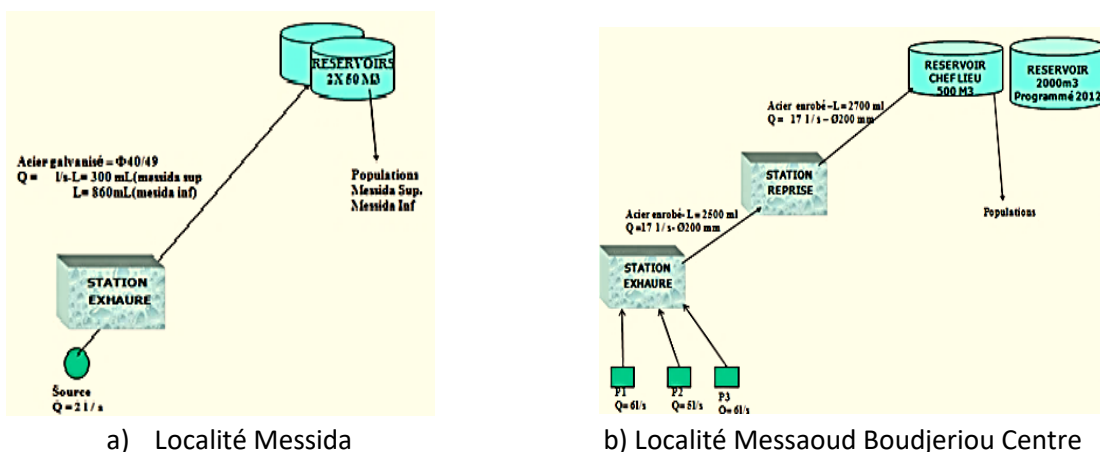 RESERVOIRS
2X 50 M3
Acier galvanisé = Φ40/49
Q = l/s-L= 300 mL(messida sup
L= 860mL(mesida inf)
Populations
Messida Sup.
Messida Inf
STATION
EXHAURE
Source
Q = 2 l / s
a) Localité Messida
RESERVOIR
CHEF LIEU
500 M3
RESERVOIR
2000m3
Programmé 2012
Acier enrobé – L = 2700 ml
Q = 17 l / s – Ø200 mm
STATION
REPRISE
Populations
Acier enrobé- L = 2500 ml
Q =17 l / s- Ø200 mm
STATION
EXHAURE
P1
Q= 6l/s
P2
Q= 5l/s
P3
Q= 6l/s
b) Localité Messaoud Boudjeriou Centre